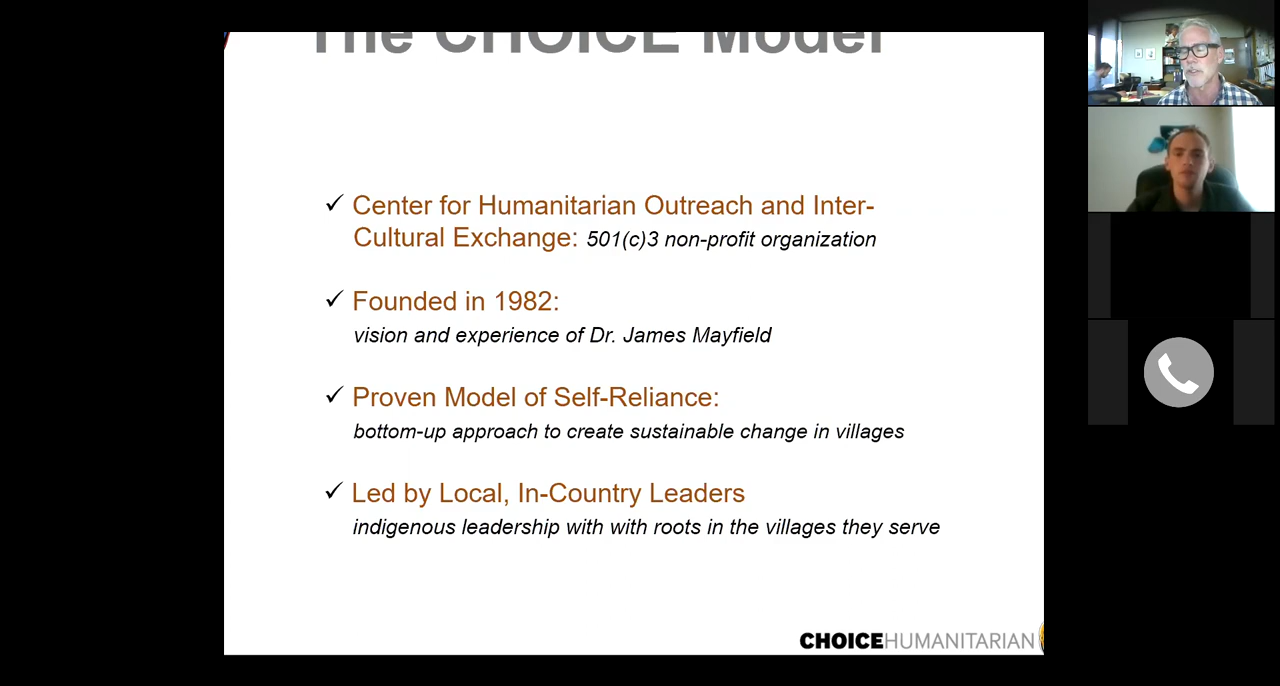 The CHOICE Model
✓ Center for Humanitarian Outreach and Inter-
Cultural Exchange: 501(c)3 non-profit organization
✓ Founded in 1982:
vision and experience of Dr. James Mayfield
✓ Proven Model of Self-Reliance:
bottom-up approach to create sustainable change in villages
✓ Led by Local, In-Country Leaders
indigenous leadership with with roots in the villages they serve
CHOICEHUMANITARIAN